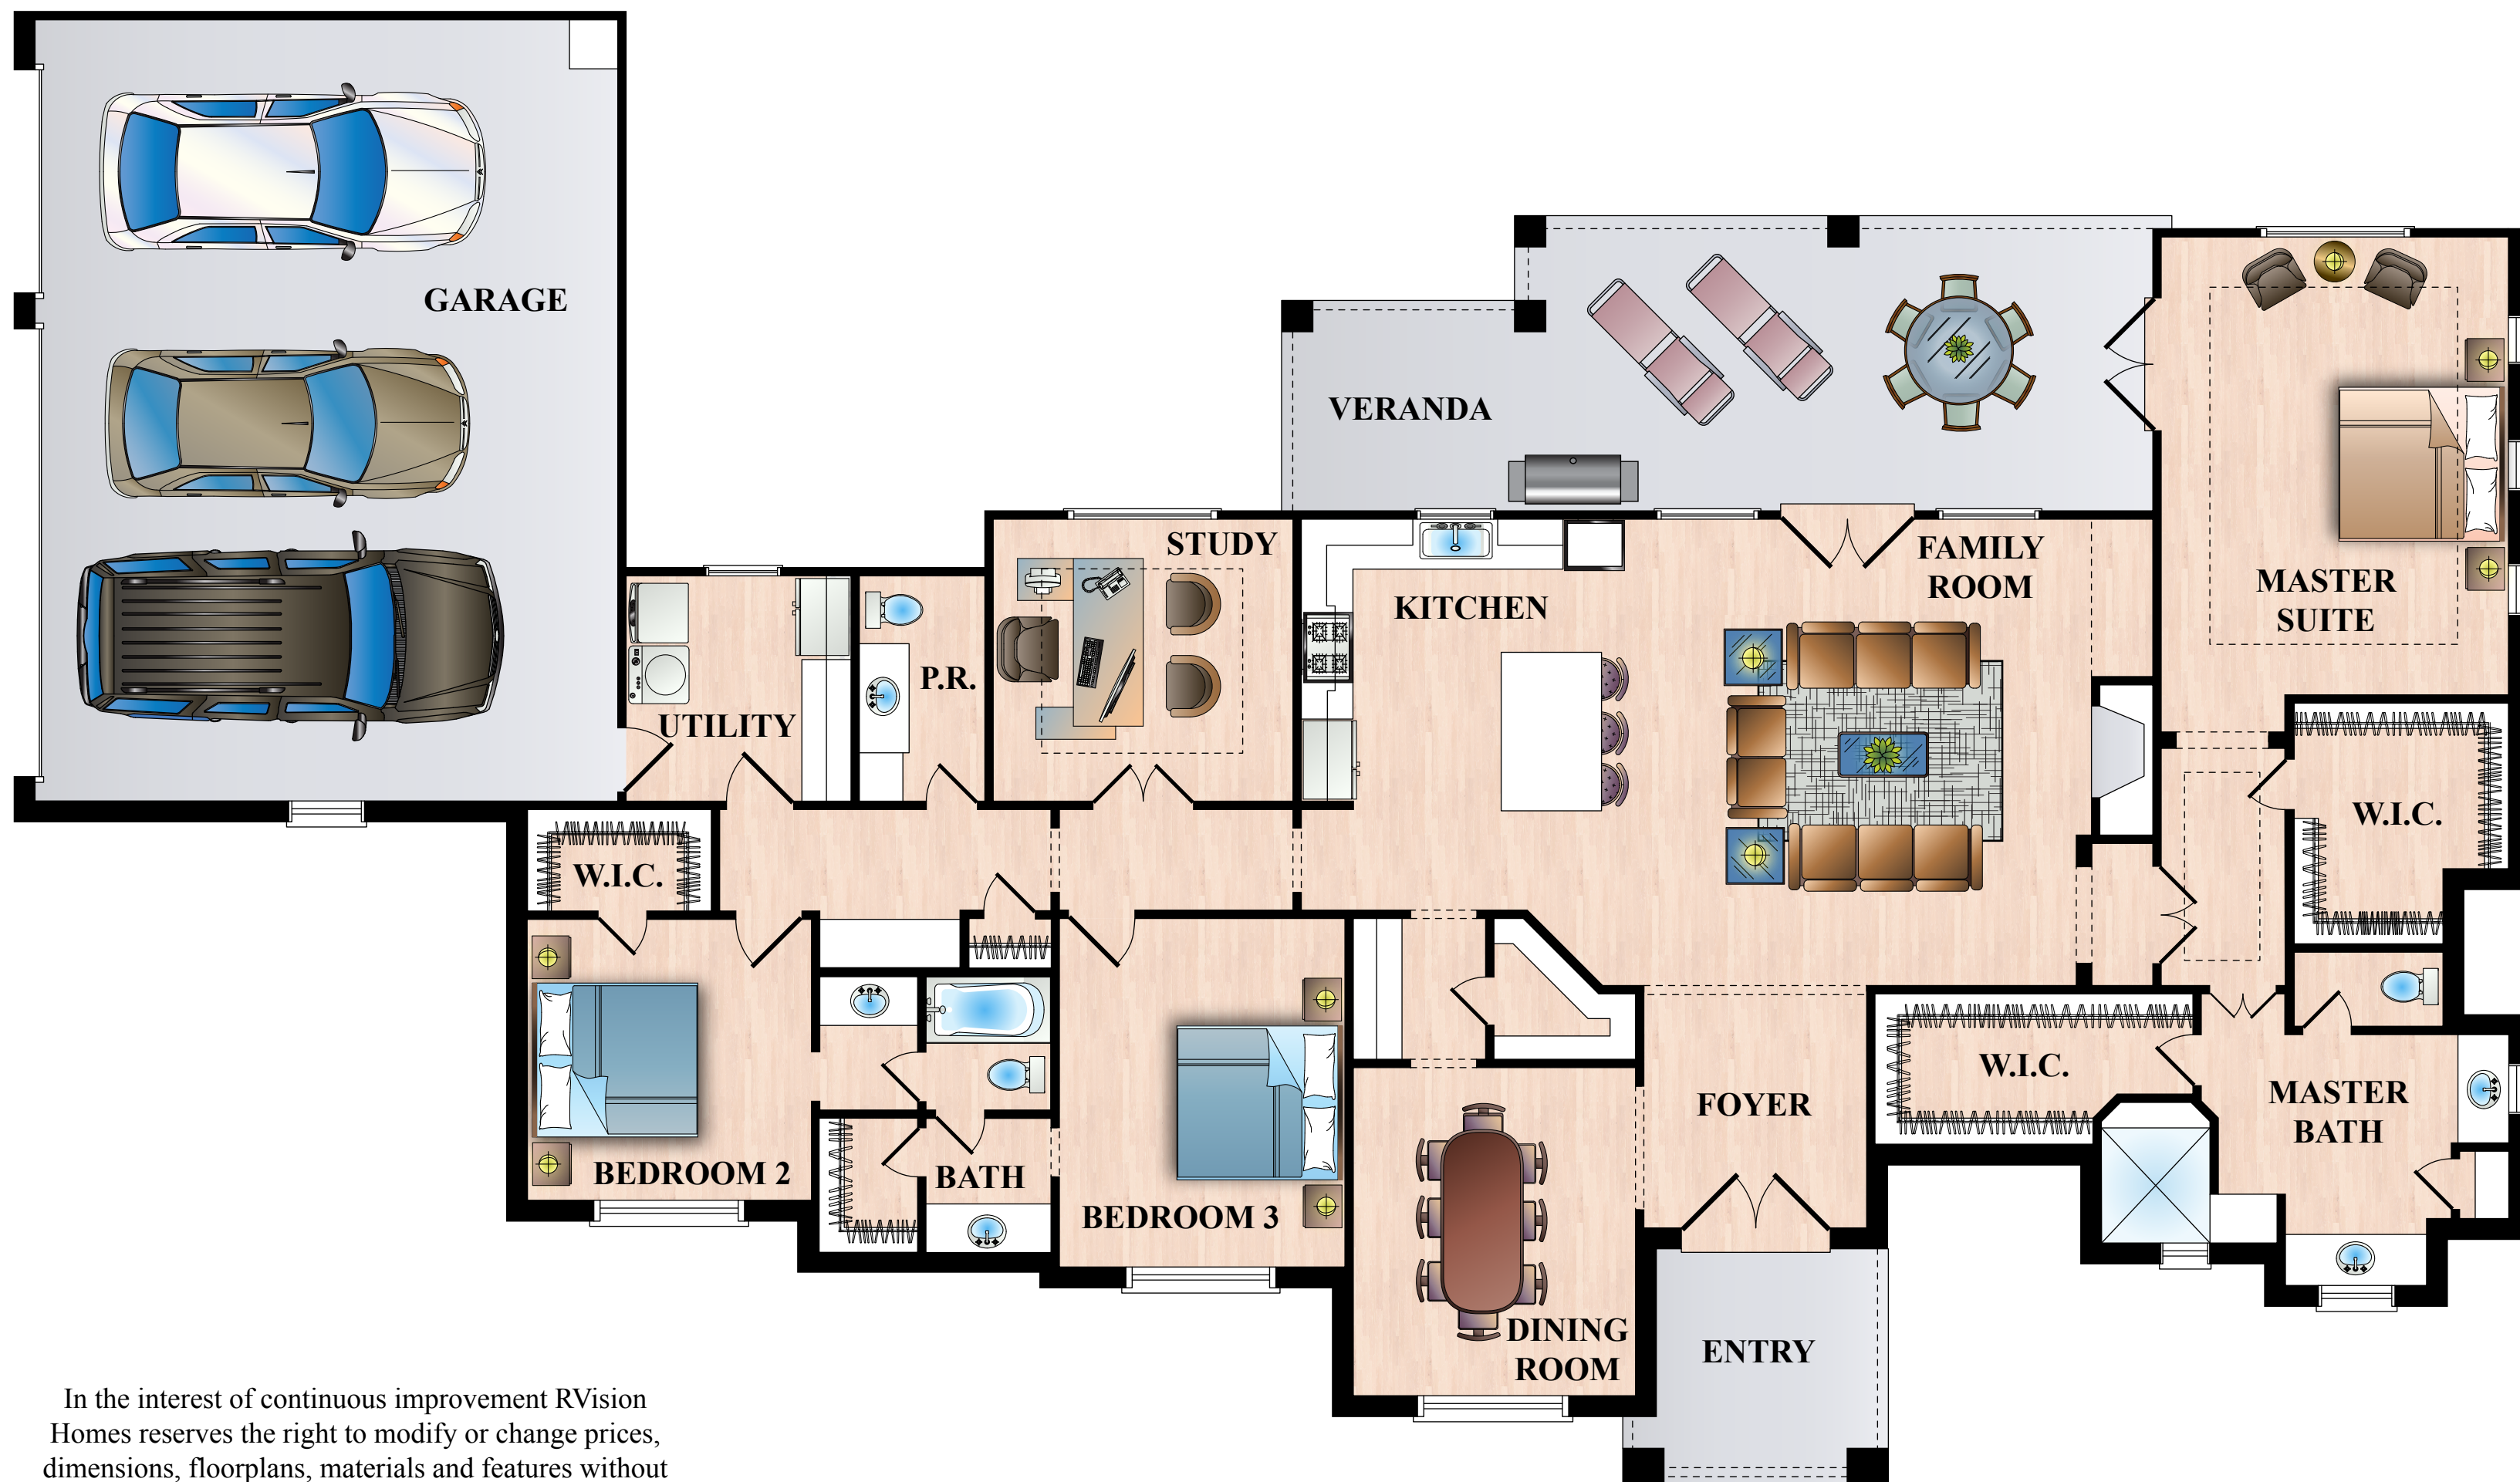 GARAGE
VERANDA
STUDY
FAMILY
ROOM
KITCHEN
MASTER
SUITE
P.R.
UTILITY
W.I.C.
W.I.C.
W.I.C.
MASTER
BATH
FOYER
BEDROOM 2
BATH
BEDROOM 3
DINING
ROOM
ENTRY
In the interest of continuous improvement RVision
Homes reserves the right to modify or change prices,
dimensions, floorplans, materials and features without